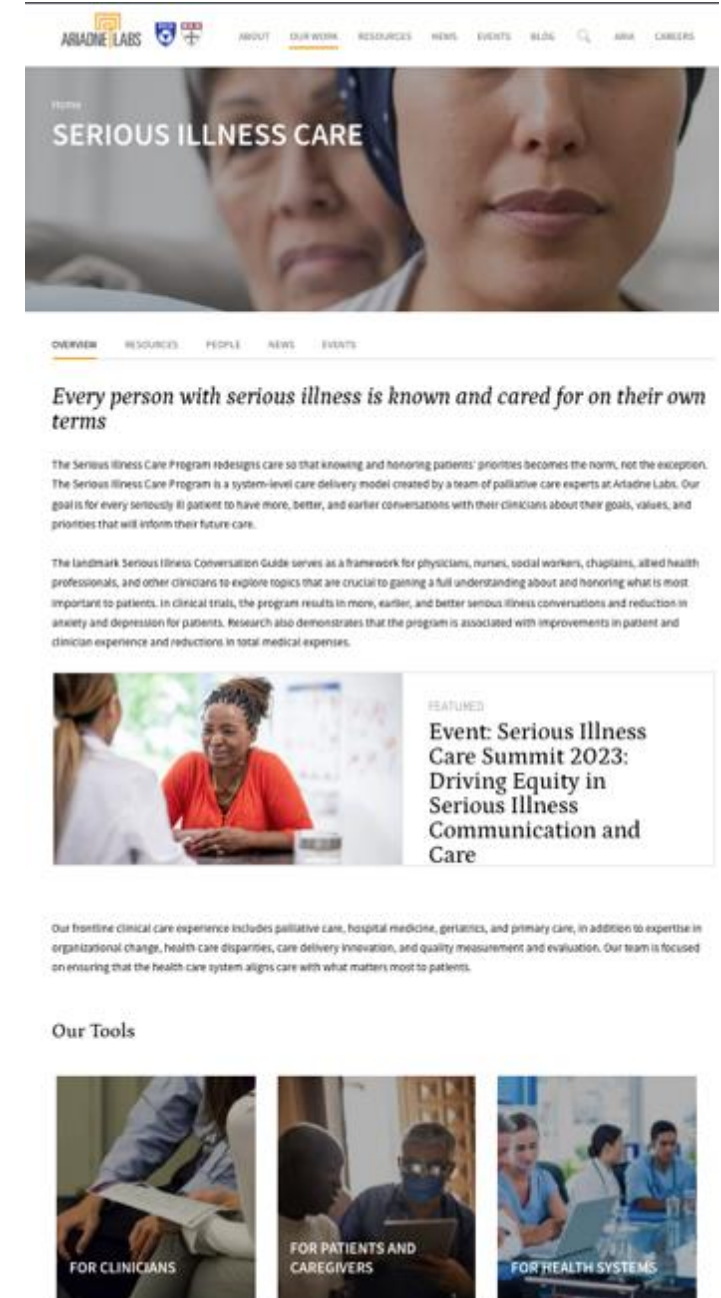 ARIADNE LABS
ABOUT OUR WORK RESOURCES NEWS EVENTS BLOG ARIA CAREERS
Home
SERIOUS ILLNESS CARE
OVERVIEW RESOURCES PEOPLE NEWS EVENTS
Every person with serious illness is known and cared for on their own
terms
The Serious Illness Care Program redesigns care so that knowing and honoring patients' priorities becomes the norm, not the exception.
The Serious Illness Care Program is a system-level care delivery model created by a team of palliative care experts at Ariadne Labs. Our
goal is for every seriously ill patient to have more, better, and earlier conversations with their clinicians about their goals, values, and
priorities that will inform their future care.
The landmark Serious Illness Conversation Guide serves as a framework for physicians, nurses, social workers, chaplains, allied health
professionals, and other clinicians to explore topics that are crucial to gaining a full understanding about and honoring what is most
important to patients. In clinical trials, the program results in more, earlier, and better serious illness conversations and reduction in
anxiety and depression for patients. Research also demonstrates that the program is associated with improvements in patient and
clinician experience and reductions in total medical expenses.
FEATURED
Event: Serious Illness
Care Summit 2023:
Driving Equity in
Serious Illness
Communication and
Care
Our frontline clinical care experience includes palliative care, hospital medicine, geriatrics, and primary care, in addition to expertise in
organizational change, health care disparities, care delivery innovation, and quality measurement and evaluation. Our team is focused
on ensuring that the health care system aligns care with what matters most to patients.
Our Tools
FOR CLINICIANS
FOR PATIENTS AND
CAREGIVERS
FOR HEALTH SYSTEMS